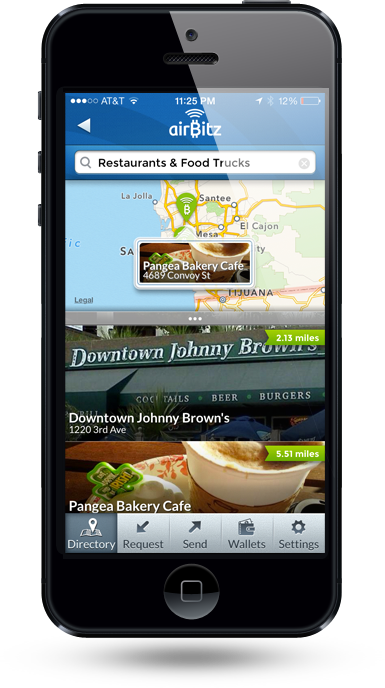 AT&T 11:25 PM 12%
airBitz
Restaurants & Food Trucks
La Jolla
Santee
El Cajon
Mesa
Pangea Bakery Cafe
4689 Convoy St
TIJUANA
Legal
2.13 miles
Downtown Johnny Brown's
COCKTAILS • BEER • BURGERS
Downtown Johnny Brown's
1220 3rd Ave
5.51 miles
Pangea Bakery Cafe
Directory Request Send Wallets Settings